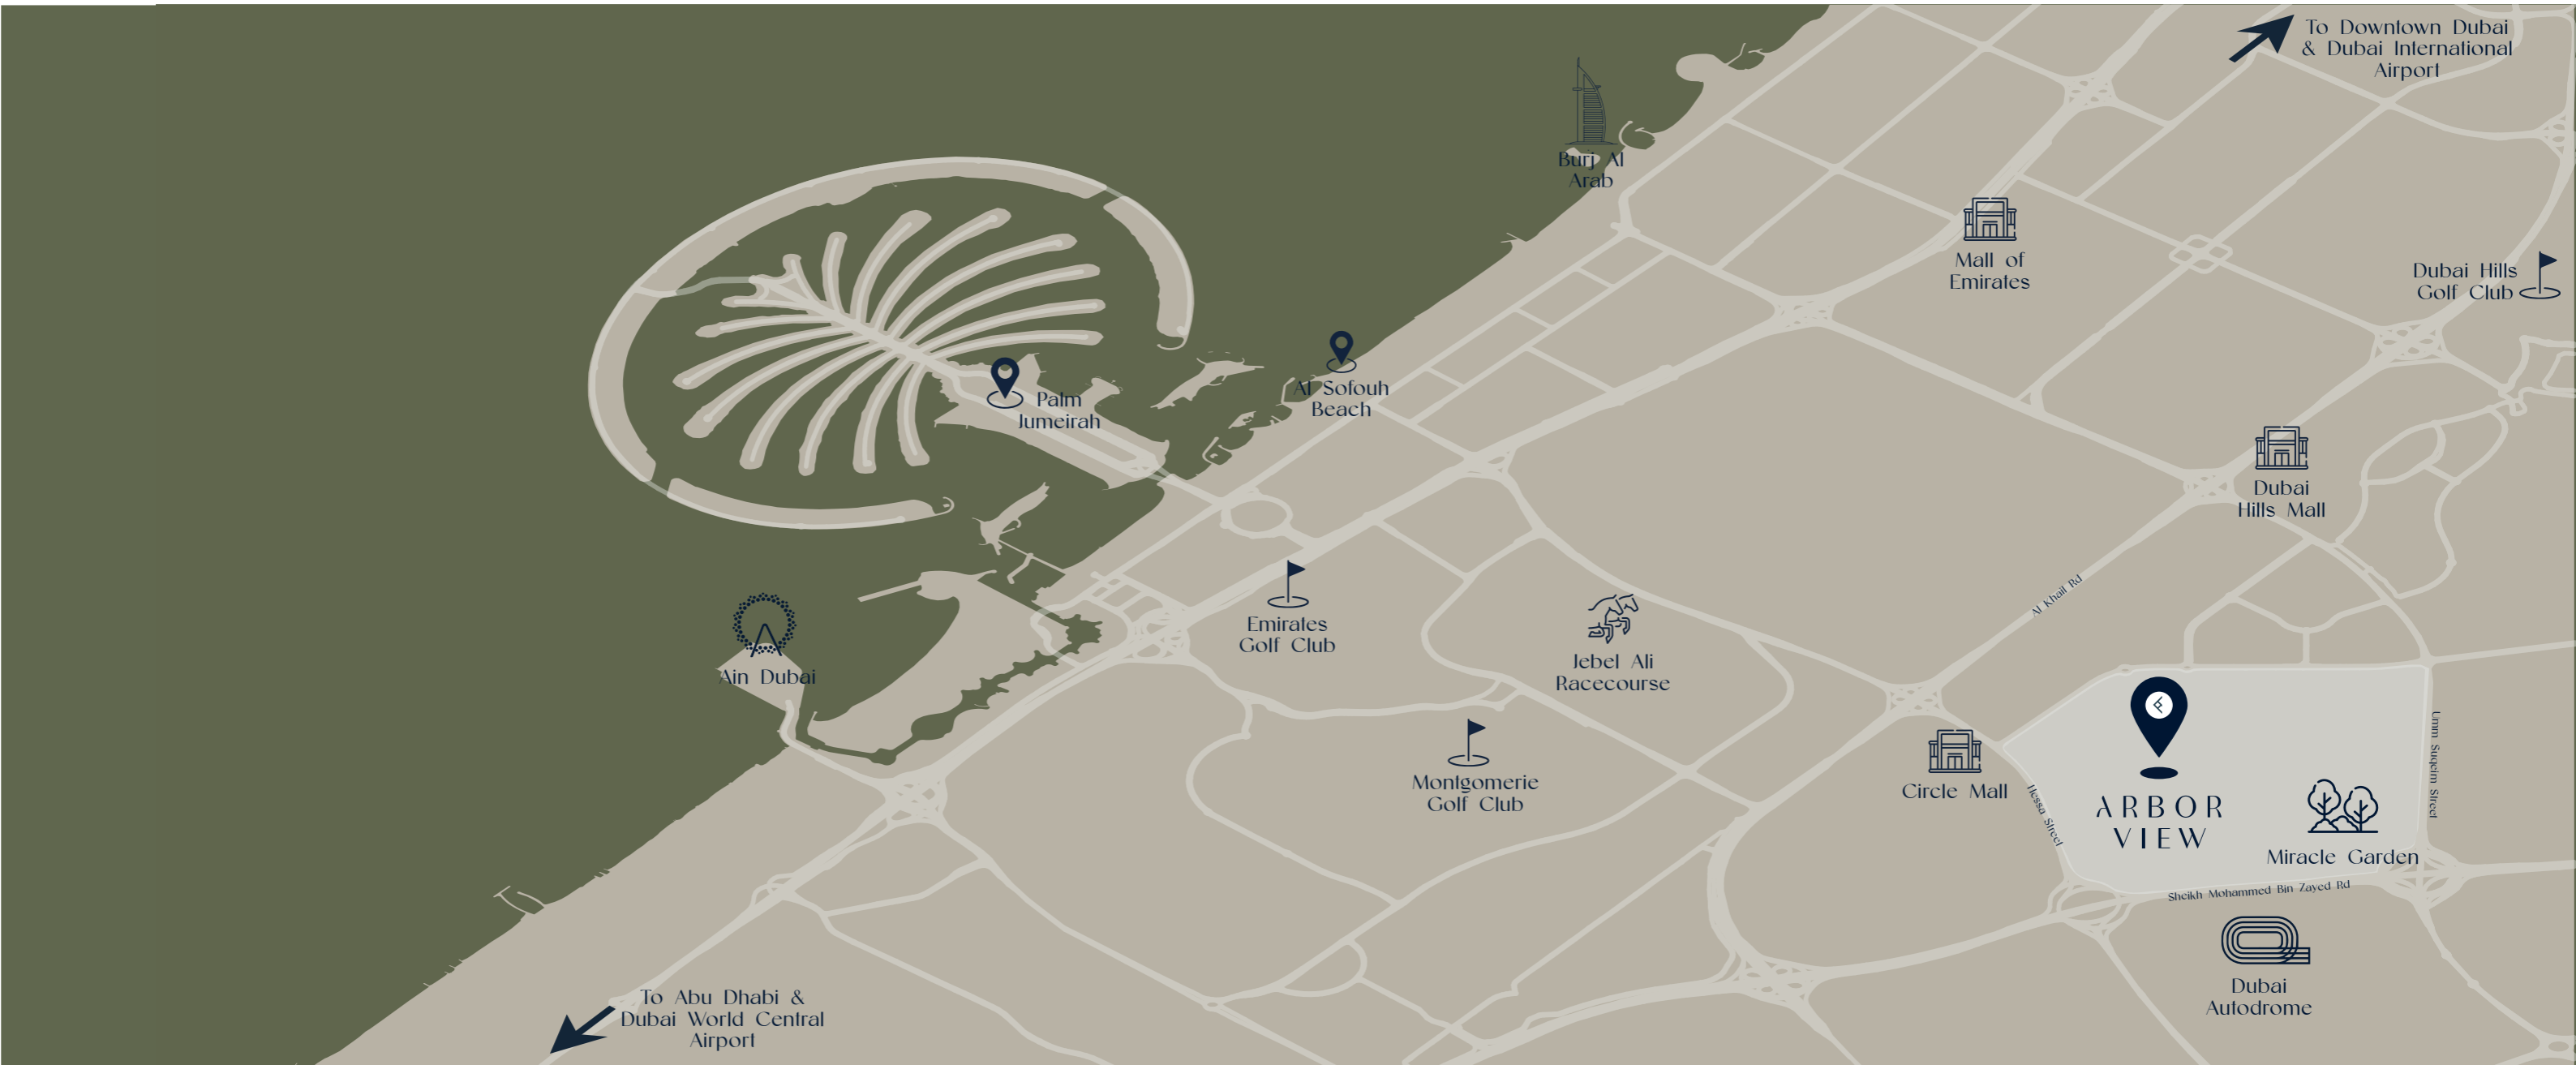 To Downtown Dubai
& Dubai International
Airport
Burj Al
Arab
Mall of
Emirates
Dubai Hills
Golf Club
Palm
Jumeirah
Al Sofouh
Beach
Dubai
Hills Mall
Al Khail Rd
Emirates
Golf Club
Jebel Ali
Racecourse
Ain Dubai
Montgomerie
Golf Club
Circle Mall
Hessa Street
Umm Suqeim Street
ARBOR
VIEW
Miracle Garden
Sheikh Mohammed Bin Zayed Rd
Dubai
Autodrome
To Abu Dhabi &
Dubai World Central
Airport